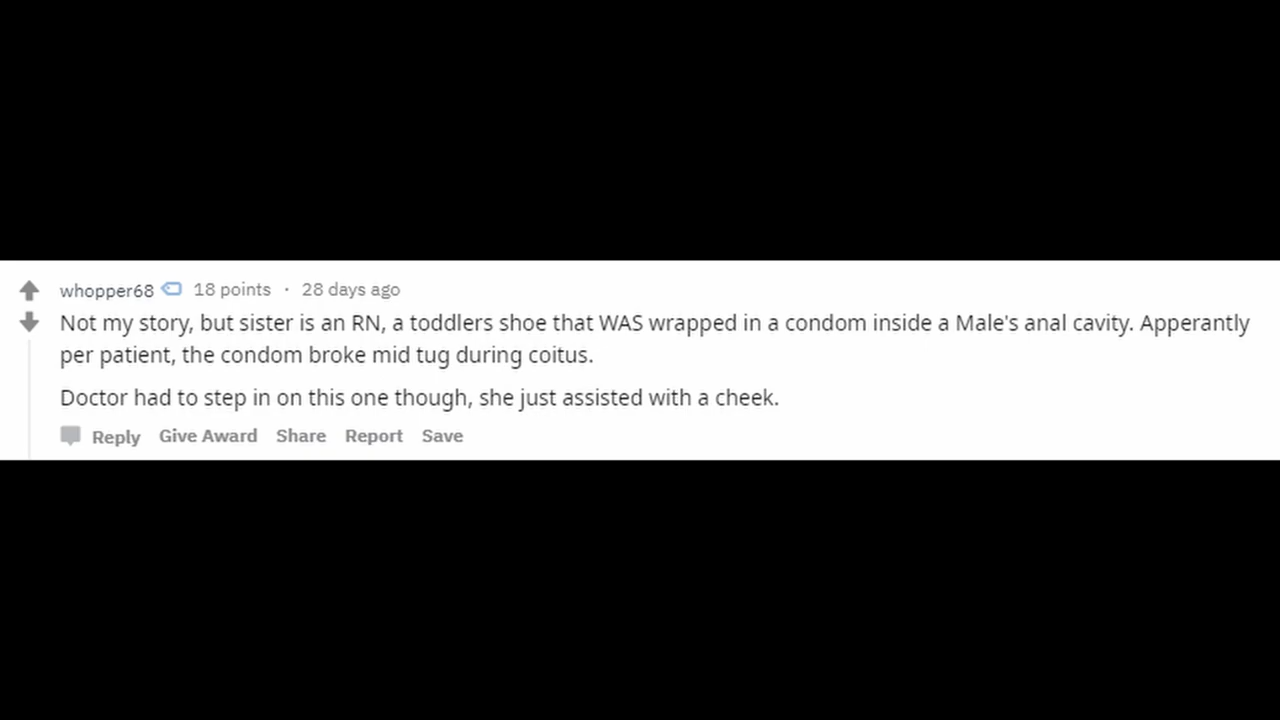 whopper68 18 points · 28 days ago
Not my story, but sister is an RN, a toddlers shoe that WAS wrapped in a condom inside a Male's anal cavity. Apperantly
per patient, the condom broke mid tug during coitus.
Doctor had to step in on this one though, she just assisted with a cheek.
Reply Give Award Share Report Save